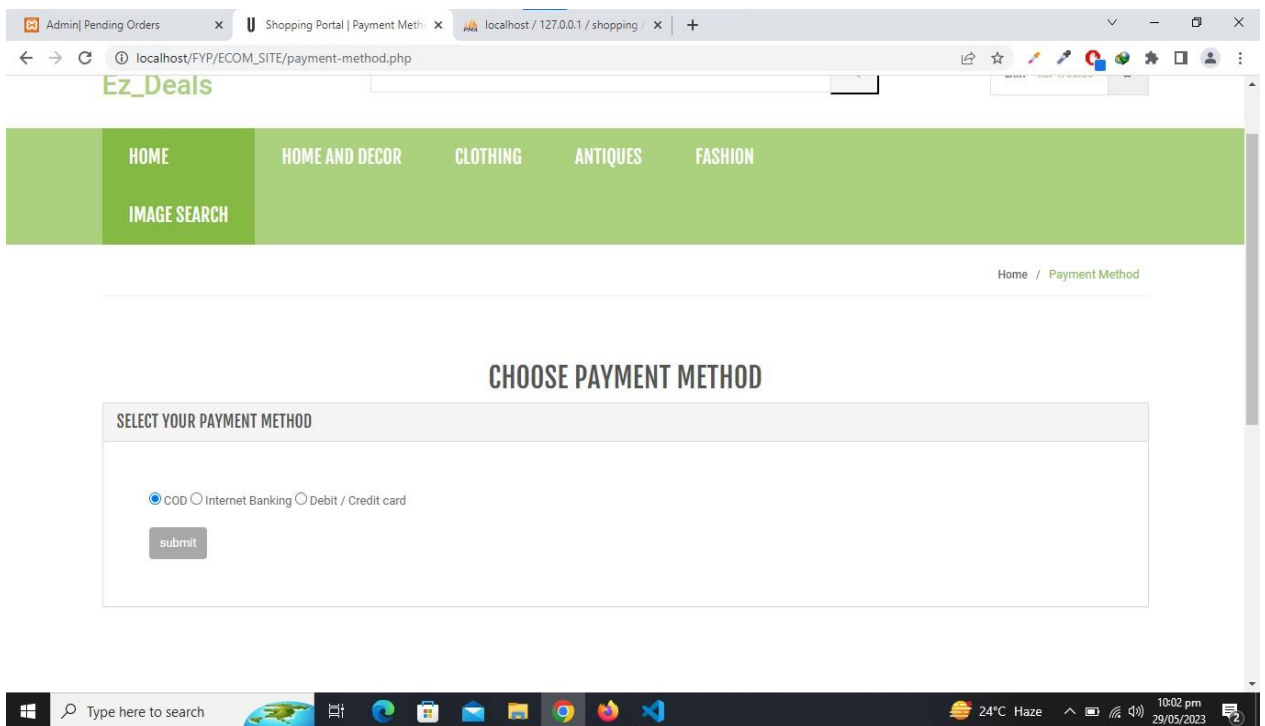 Admin| Pending Orders
Shopping Portal | Payment Meth
localhost / 127.0.0.1 / shopping /
localhost/FYP/ECOM_SITE/payment-method.php
Ez_Deals
HOME
HOME AND DECOR
CLOTHING
ANTIQUES
FASHION
IMAGE SEARCH
Home / Payment Method
CHOOSE PAYMENT METHOD
SELECT YOUR PAYMENT METHOD
COD Internet Banking Debit / Credit card
submit
Type here to search
24°C Haze
10:02 pm
29/05/2023
2